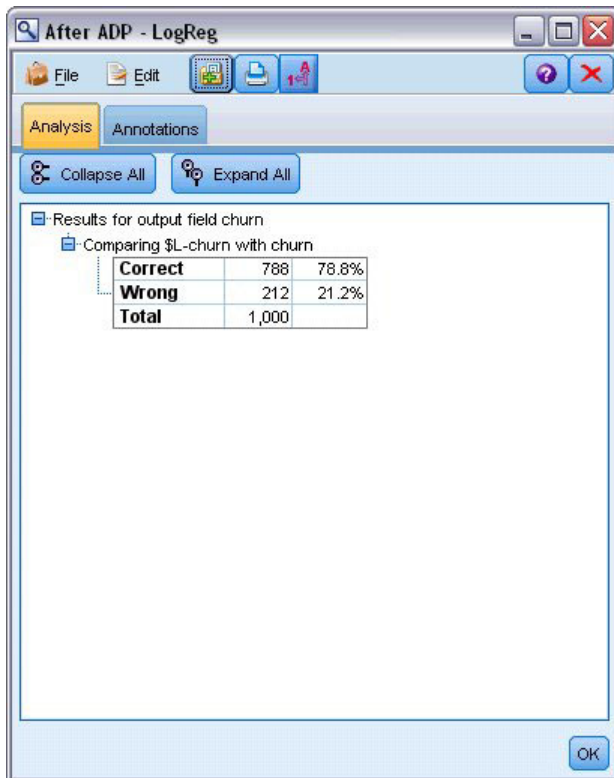 After ADP - LogReg
File Edit
Analysis Annotations
Collapse All Expand All
Results for output field churn
Comparing $L-churn with churn
Correct 788 78.8%
Wrong 212 21.2%
Total 1,000
OK